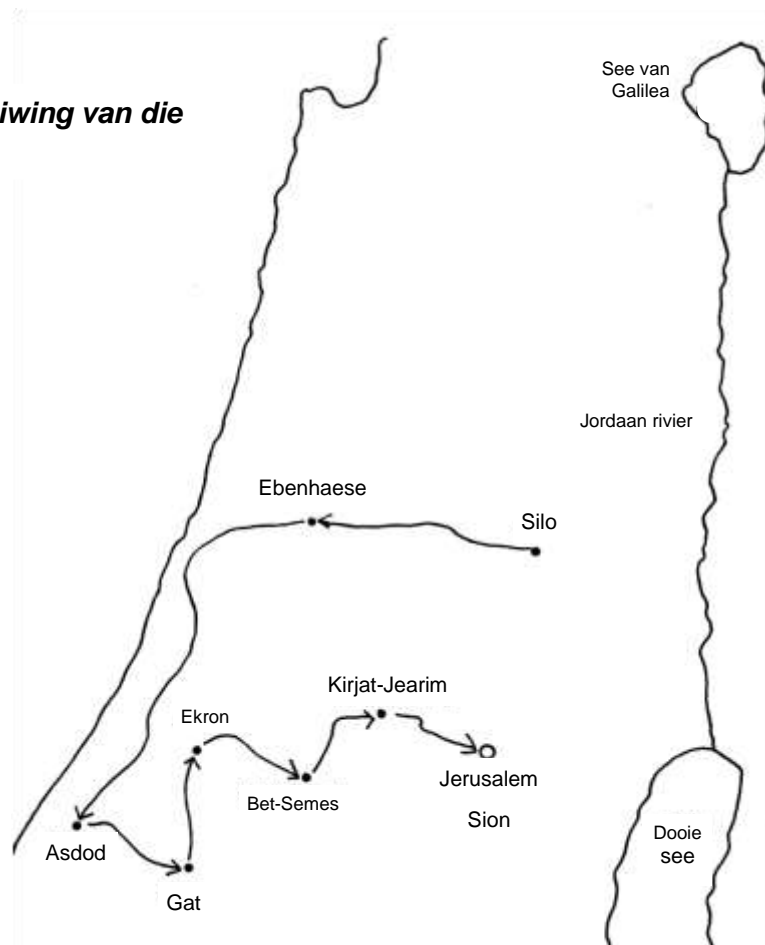 See van
Galilea
iwing van die
Jordaan rivier
Ebenhaese
Silo
Kirjat-Jearim
Ekron
Jerusalem
Bet-Semes
Sion
Dooie
see
Asdod
Gat